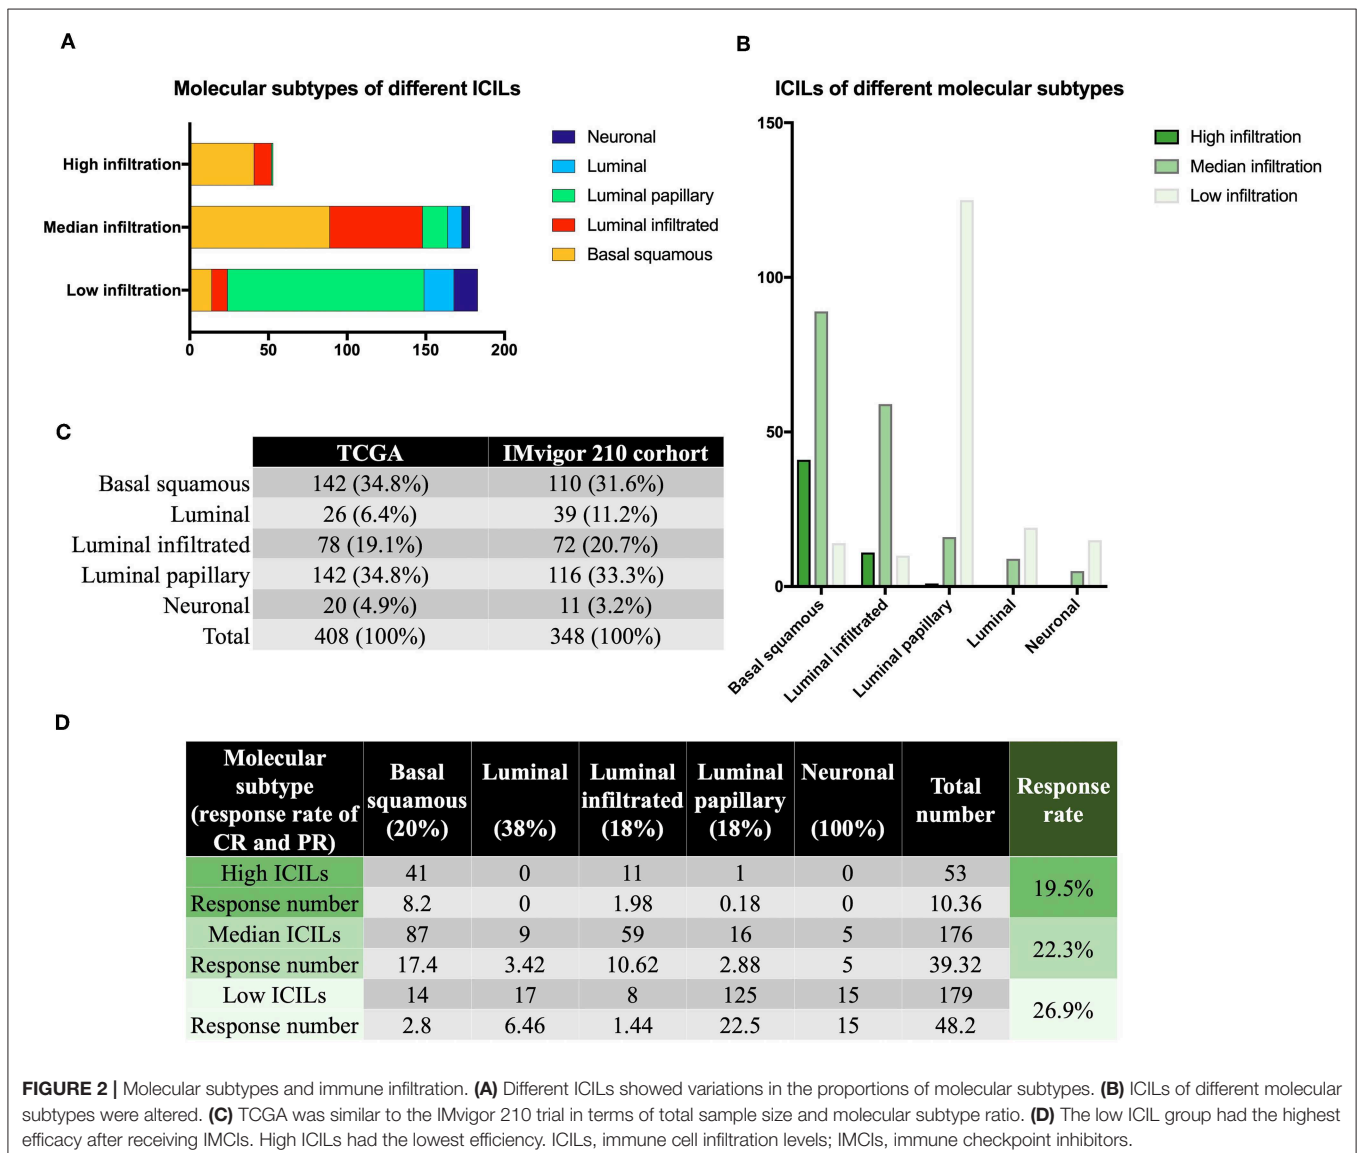 A
Molecular subtypes of different ICILs
High infiltration
Median infiltration
Low infiltration
0 50 100 150 200
Neuronal
Luminal
Luminal papillary
Luminal infiltrated
Basal squamous
B
ICILs of different molecular subtypes
150
100
50
0
Basal squamous
Luminal infiltrated
Luminal papillary
Luminal
Neuronal
High infiltration
Median infiltration
Low infiltration
C
TCGA IMvigor 210 corhort
Basal squamous 142 (34.8%) 110 (31.6%)
Luminal 26 (6.4%) 39 (11.2%)
Luminal infiltrated 78 (19.1%) 72 (20.7%)
Luminal papillary 142 (34.8%) 116 (33.3%)
Neuronal 20 (4.9%) 11 (3.2%)
Total 408 (100%) 348 (100%)
D
Molecular
subtype
(response rate of
CR and PR)
Basal
squamous
(20%)
Luminal
(38%)
Luminal
infiltrated
(18%)
Luminal
papillary
(18%)
Neuronal
(100%)
Total
number
Response
rate
High ICILs 41 0 11 1 0 53
Response number 8.2 0 1.98 0.18 0 10.36
19.5%
Median ICILs 87 9 59 16 5 176
Response number 17.4 3.42 10.62 2.88 5 39.32
22.3%
Low ICILs 14 17 8 125 15 179
Response number 2.8 6.46 1.44 22.5 15 48.2
26.9%
FIGURE 2 | Molecular subtypes and immune infiltration. (A) Different ICILs showed variations in the proportions of molecular subtypes. (B) ICILs of different molecular
subtypes were altered. (C) TCGA was similar to the IMvigor 210 trial in terms of total sample size and molecular subtype ratio. (D) The low ICIL group had the highest
efficacy after receiving IMCIs. High ICILs had the lowest efficiency. ICILs, immune cell infiltration levels; IMCIs, immune checkpoint inhibitors.